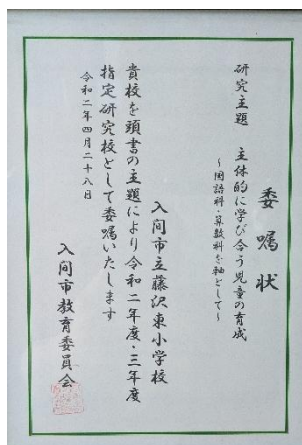 委嘱状
研究主題　主体的に学び合う児童の育成
～国語科・算数科を軸として～
入間市立藤沢東小学校
貴校を頭書の主題により令和二年度・三年度
指定研究校として委嘱いたします
令和二年四月二十八日
入間市教育委員会